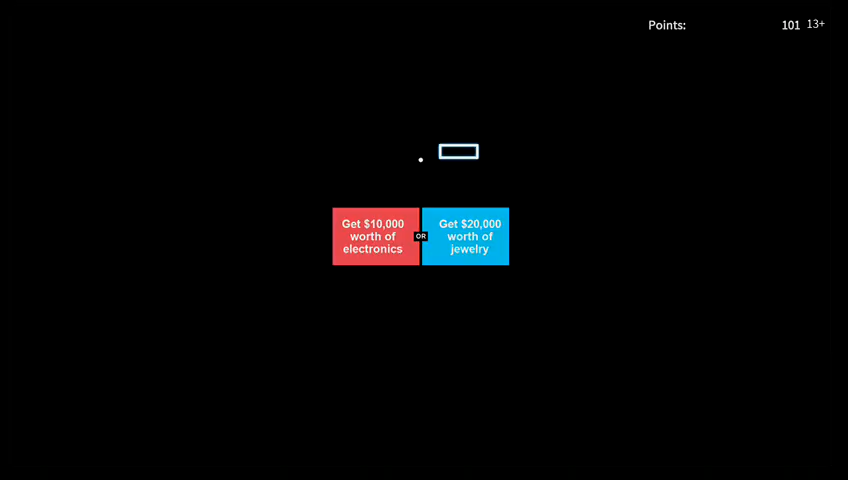 Points: 101 13+
Get $10,000
worth of
electronics
OR
Get $20,000
worth of
jewelry